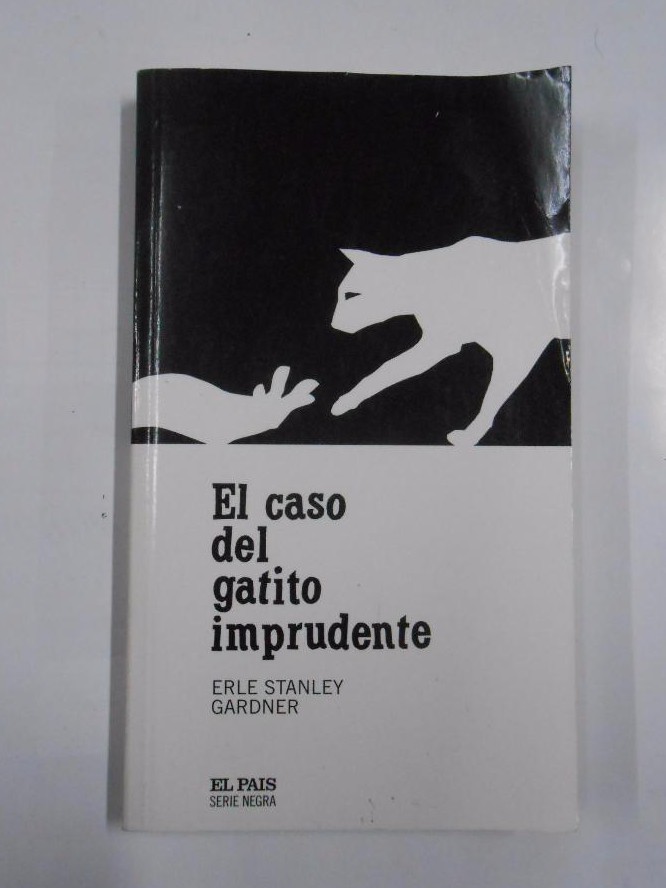 El caso
del
gatito
imprudente
ERLE STANLEY
GARDNER
EL PAIS
SERIE NEGRA